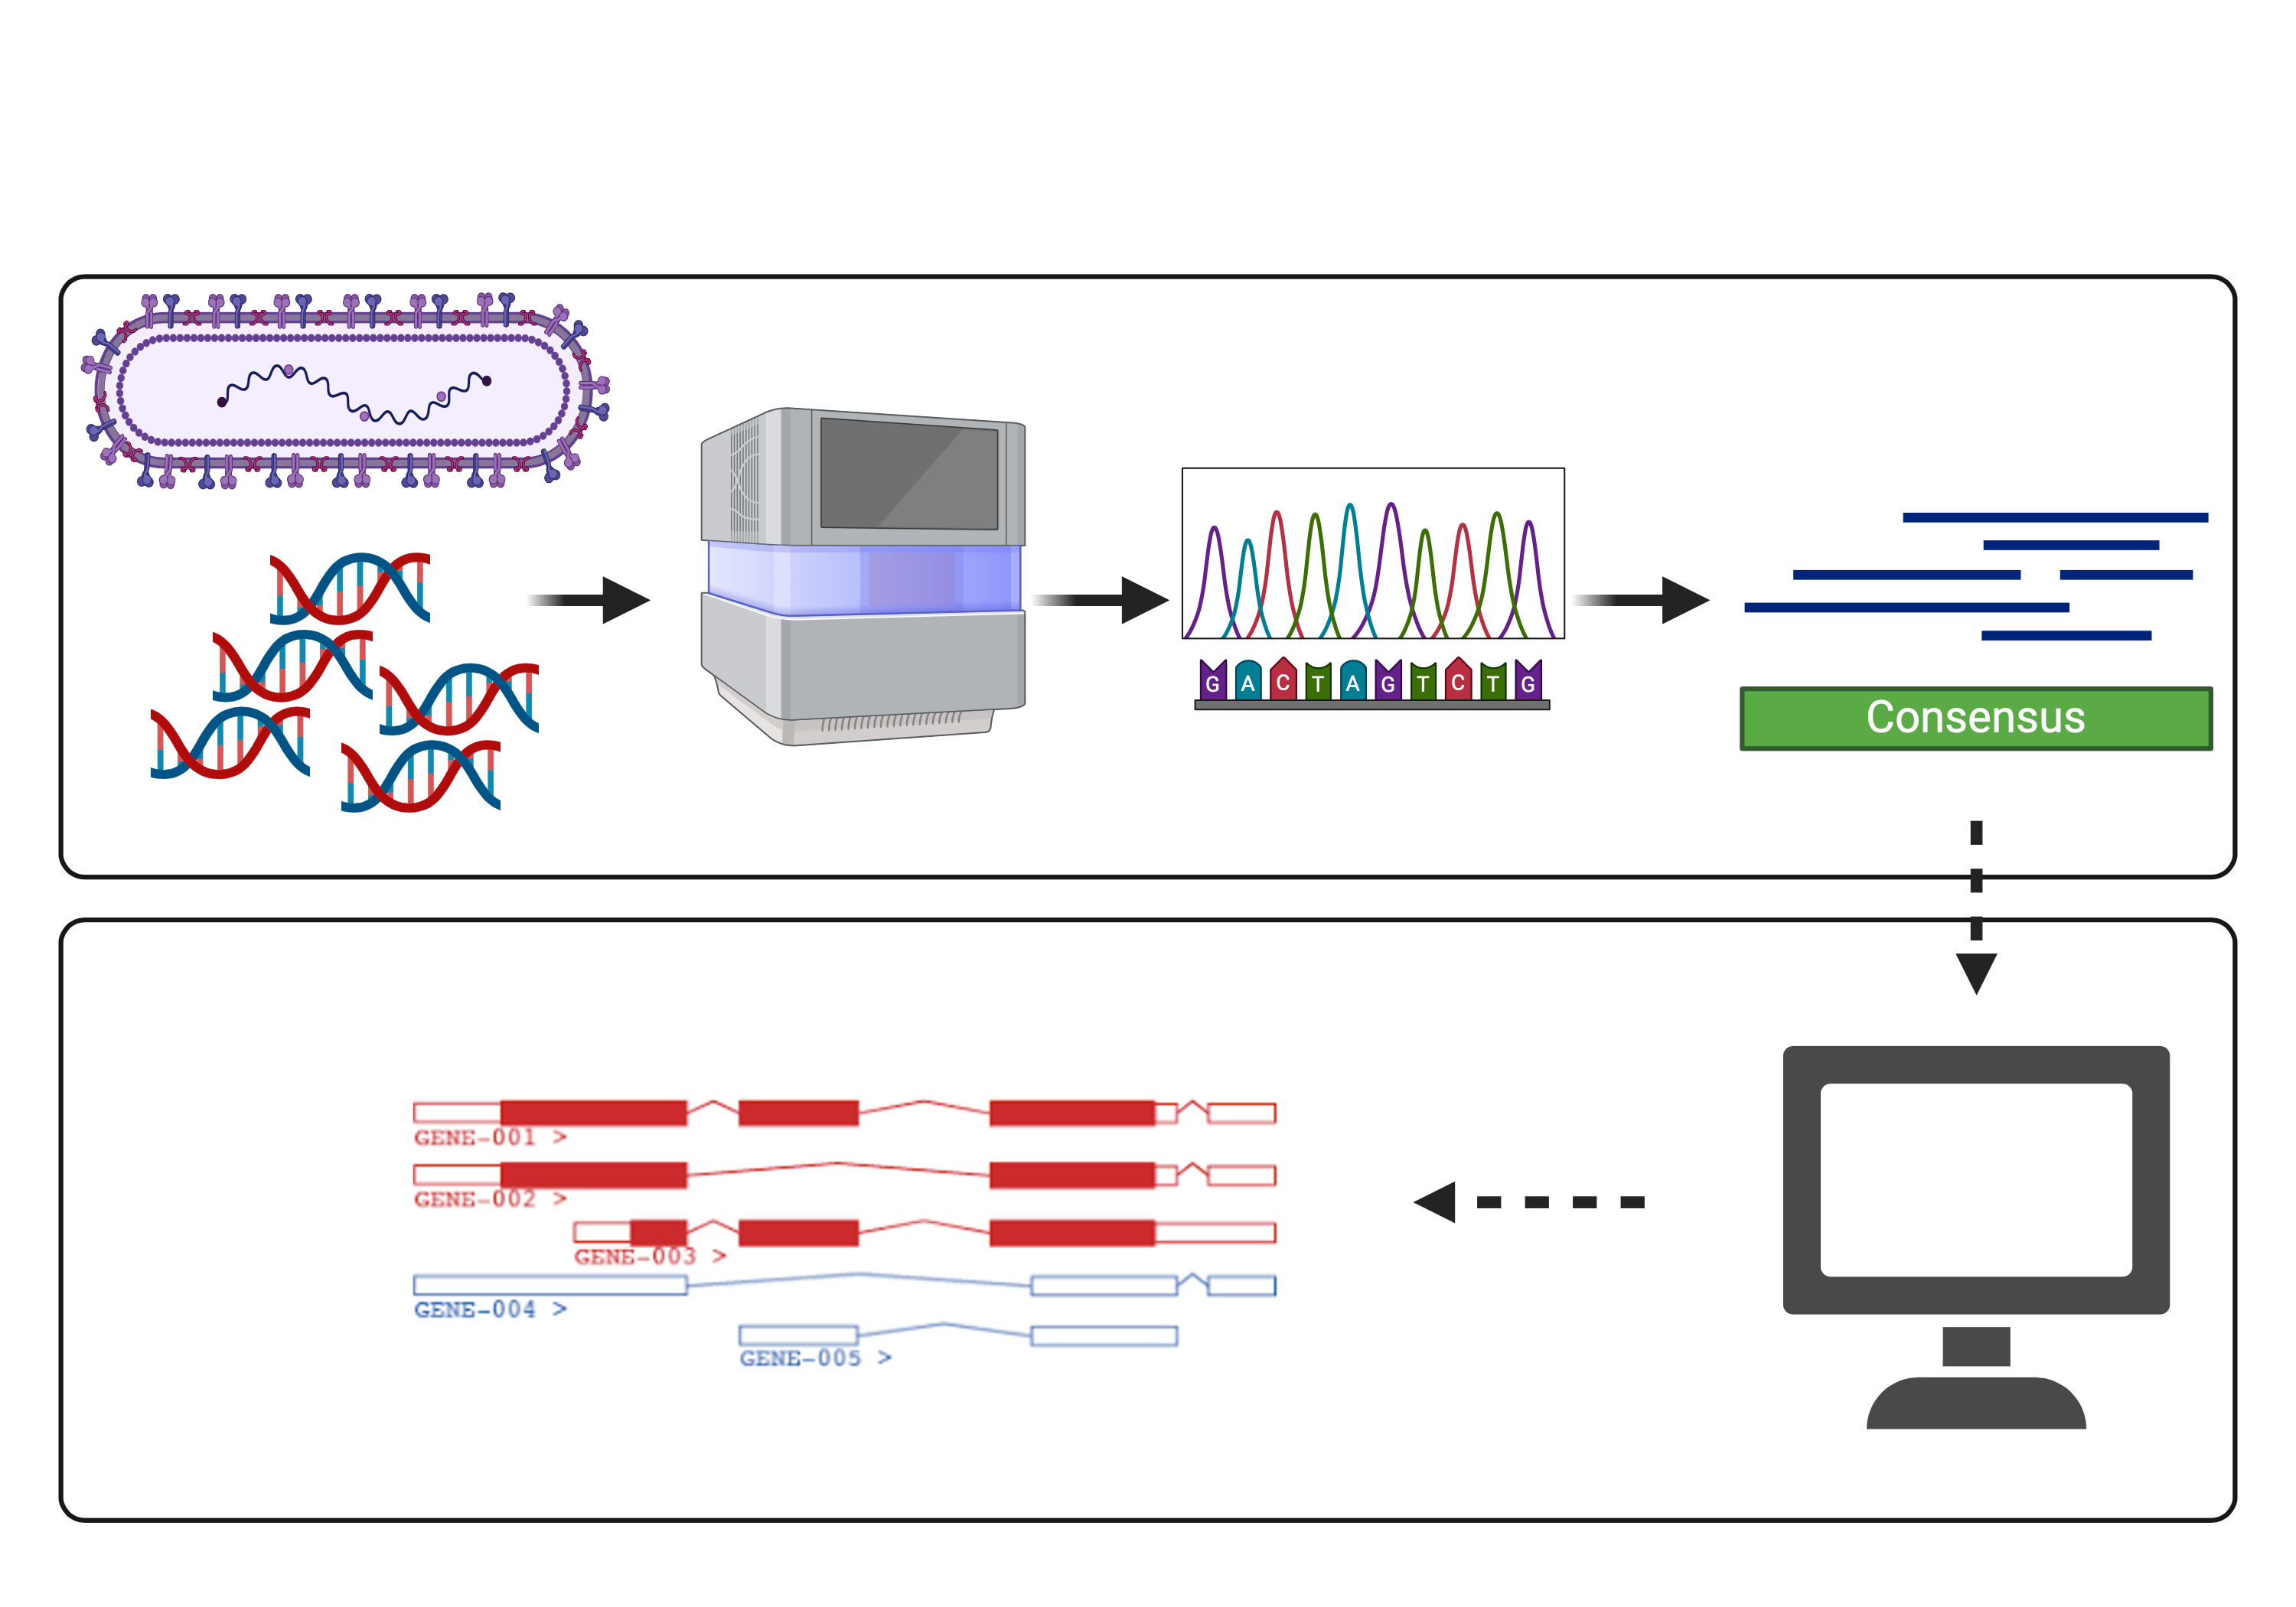 G A C T A G T C T G
Consensus
GENE-001 >
GENE-002 >
GENE-003 >
GENE-004 >
GENE-005 >